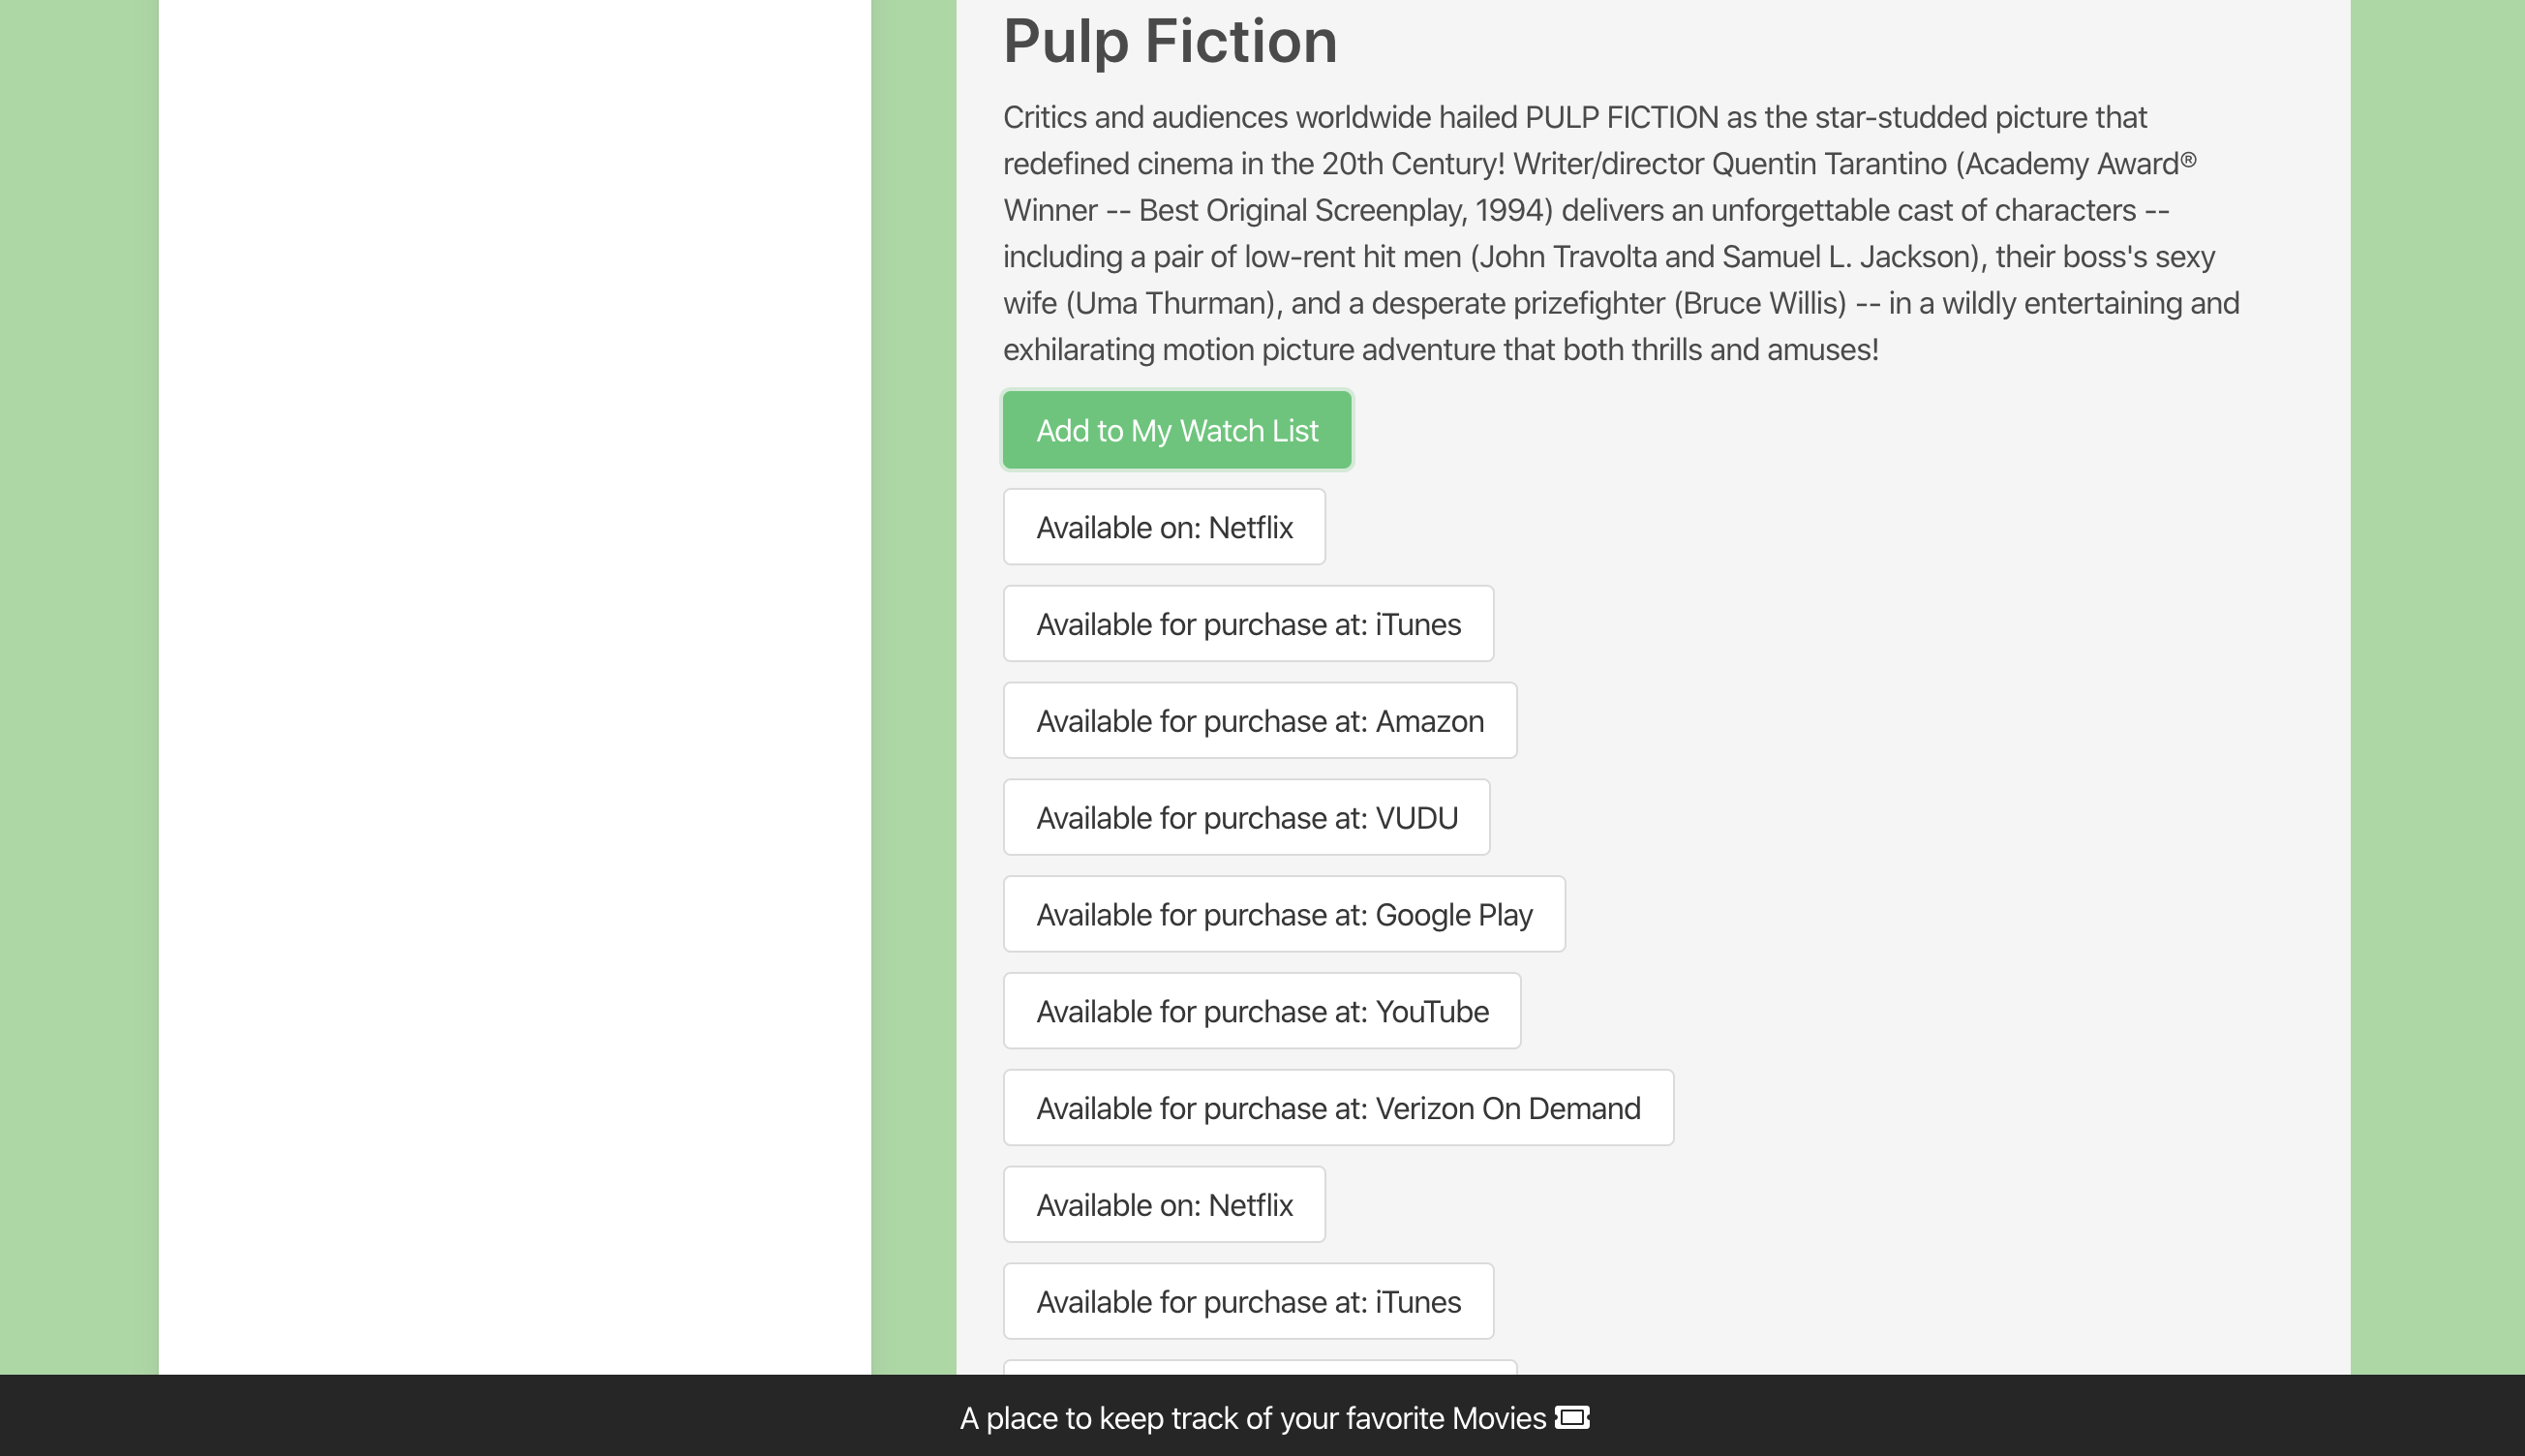 Pulp Fiction
Critics and audiences worldwide hailed PULP FICTION as the star-studded picture that
redefined cinema in the 20th Century! Writer/director Quentin Tarantino (Academy Award®
Winner -- Best Original Screenplay, 1994) delivers an unforgettable cast of characters --
including a pair of low-rent hit men (John Travolta and Samuel L. Jackson), their boss's sexy
wife (Uma Thurman), and a desperate prizefighter (Bruce Willis) -- in a wildly entertaining and
exhilarating motion picture adventure that both thrills and amuses!
Add to My Watch List
Available on: Netflix
Available for purchase at: iTunes
Available for purchase at: Amazon
Available for purchase at: VUDU
Available for purchase at: Google Play
Available for purchase at: YouTube
Available for purchase at: Verizon On Demand
Available on: Netflix
Available for purchase at: iTunes
A place to keep track of your favorite Movies